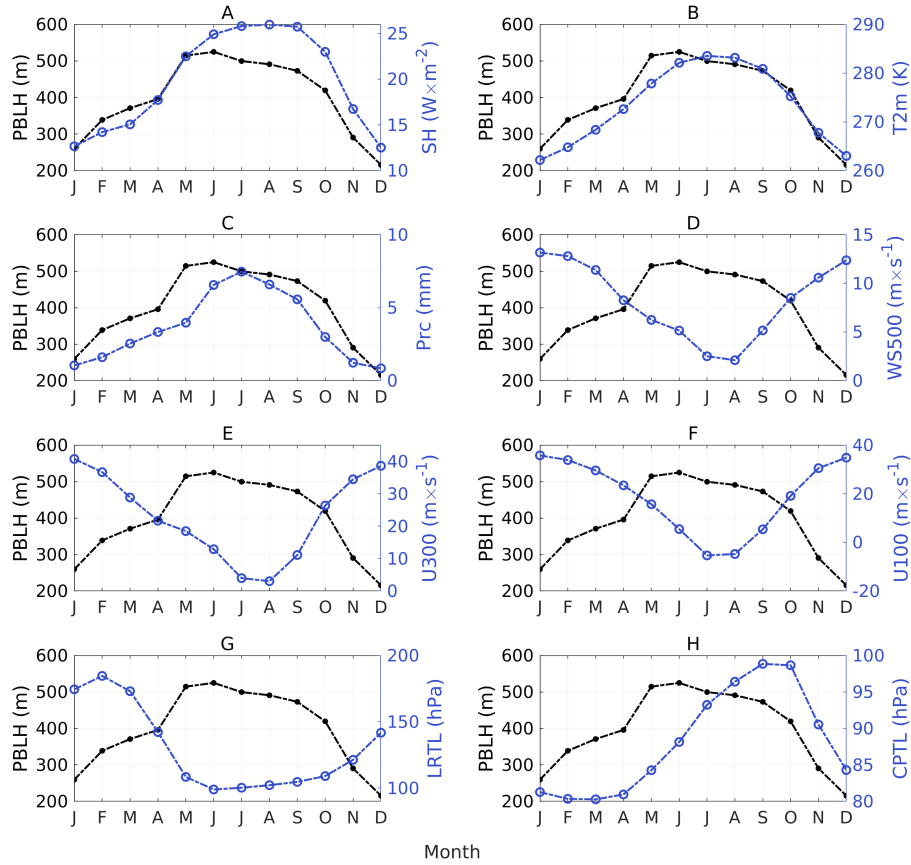 A
600
500
400
300
200
PBLH (m)
25
20
15
10
SH (W×m-2)
J F M A M J J A S O N D
B
600
500
400
300
200
PBLH (m)
290
280
270
260
T2m (K)
J F M A M J J A S O N D
C
600
500
400
300
200
PBLH (m)
10
5
0
Prc (mm)
J F M A M J J A S O N D
D
600
500
400
300
200
PBLH (m)
15
10
5
0
WS500 (m×s-1)
J F M A M J J A S O N D
E
600
500
400
300
200
PBLH (m)
40
30
20
10
0
U300 (m×s-1)
J F M A M J J A S O N D
F
600
500
400
300
200
PBLH (m)
40
20
0
-20
U100 (m×s-1)
J F M A M J J A S O N D
G
600
500
400
300
200
PBLH (m)
200
150
100
LRTL (hPa)
J F M A M J J A S O N D
H
600
500
400
300
200
PBLH (m)
100
95
90
85
80
CPTL (hPa)
J F M A M J J A S O N D
Month